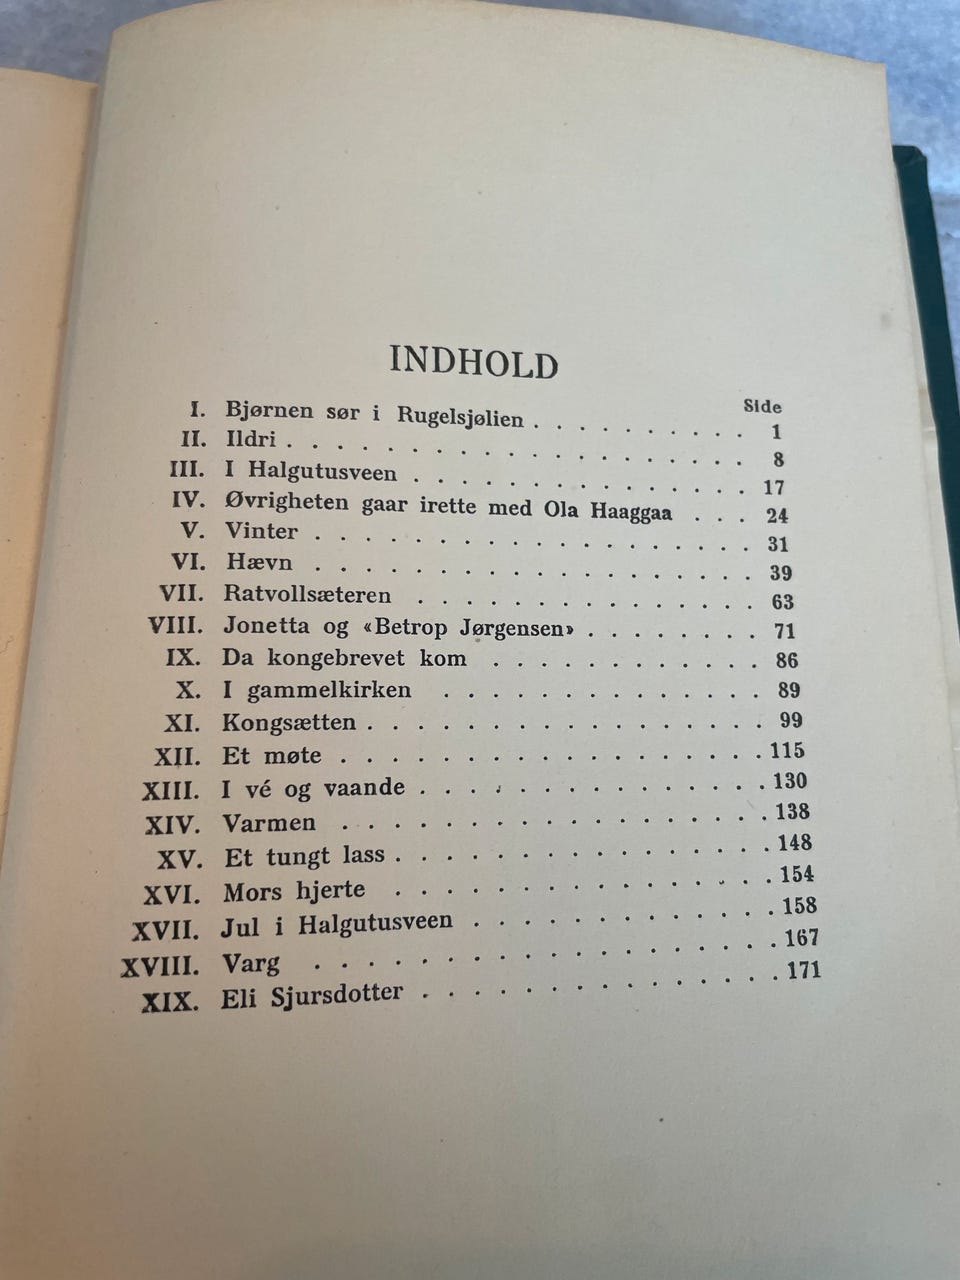 INDHOLD
Side
I. Bjørnen sør i Rugelsjølien . . . . . . . . . . 1
II. Ildri . . . . . . . . . . . . . . . . . . . 8
III. I Halgutusveen . . . . . . . . . . . . . 17
IV. Øvrigheten gaar irette med Ola Haaggaa . . . 24
V. Vinter . . . . . . . . . . . . . . . . . 31
VI. Hævn . . . . . . . . . . . . . . . . . 39
VII. Ratvollsæteren . . . . . . . . . . . . . 63
VIII. Jonetta og «Betrop Jørgensen» . . . . . . . 71
IX. Da kongebrevet kom . . . . . . . . . . . 86
X. I gammelkirken . . . . . . . . . . . . . 89
XI. Kongsætten . . . . . . . . . . . . . . . . 99
XII. Et møte . . . . . . . . . . . . . . . . . 115
XIII. I vé og vaande . . . . . . . . . . . . . . 130
XIV. Varmen . . . . . . . . . . . . . . . . . 138
XV. Et tungt lass . . . . . . . . . . . . . . . 148
XVI. Mors hjerte . . . . . . . . . . . . . . . 154
XVII. Jul i Halgutusveen . . . . . . . . . . . . 158
XVIII. Varg . . . . . . . . . . . . . . . . . . 167
XIX. Eli Sjursdotter . . . . . . . . . . . . . . 171